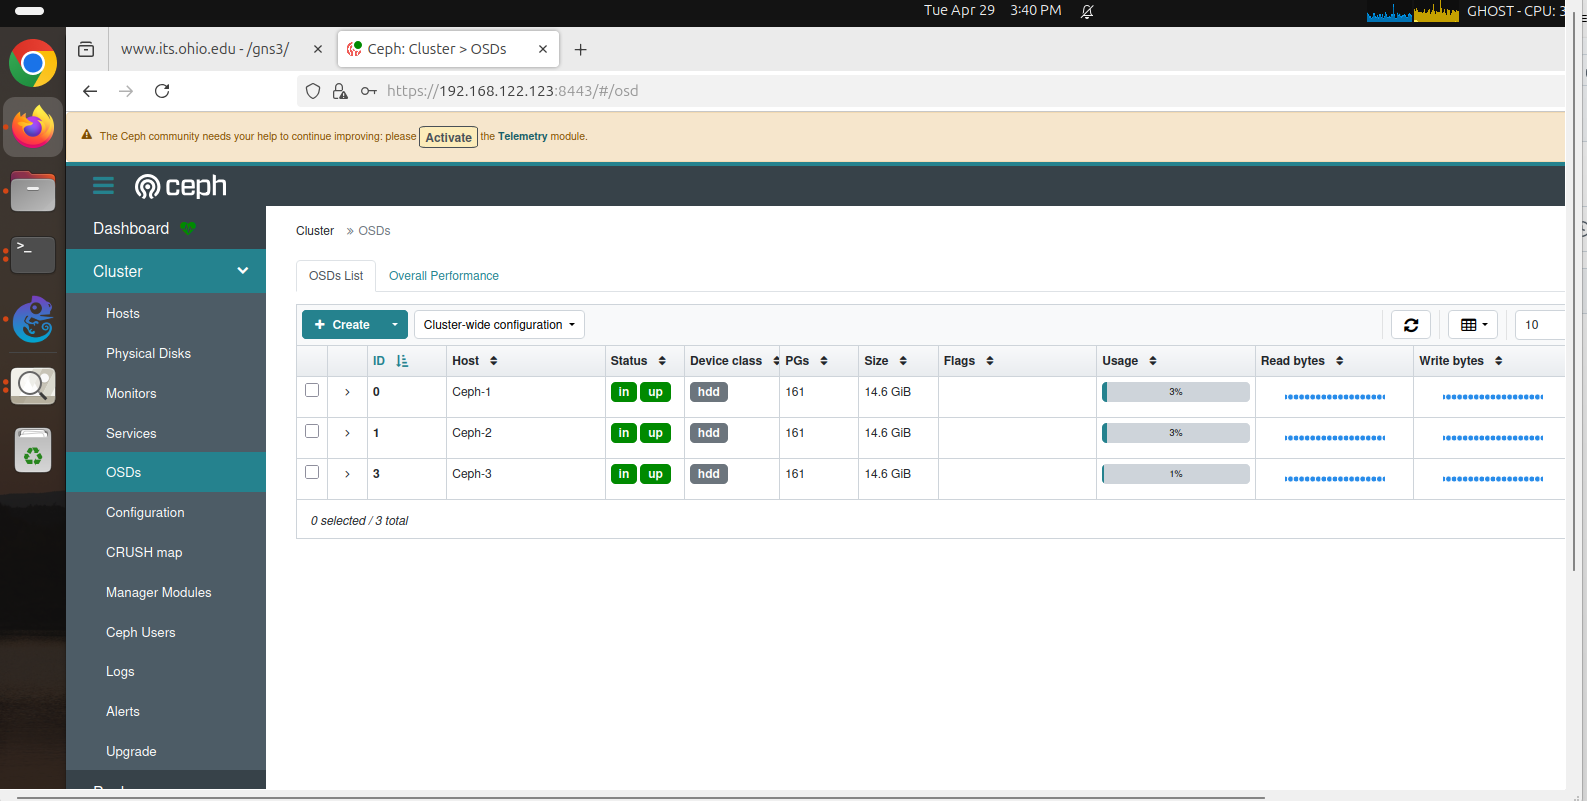 Tue Apr 29 3:40 PM GHOST - CPU: 3
www.its.ohio.edu - /gns3/ Ceph: Cluster > OSDs
https://192.168.122.123:8443/#/osd
The Ceph community needs your help to continue improving: please Activate the Telemetry module.
ceph
Dashboard
Cluster
Hosts
Physical Disks
Monitors
Services
OSDs
Configuration
CRUSH map
Manager Modules
Ceph Users
Logs
Alerts
Upgrade
Cluster » OSDs
OSDs List Overall Performance
+ Create Cluster-wide configuration 10
ID Host Status Device class PGs Size Flags Usage Read bytes Write bytes
0 Ceph-1 in up hdd 161 14.6 GiB 3%
1 Ceph-2 in up hdd 161 14.6 GiB 3%
3 Ceph-3 in up hdd 161 14.6 GiB 1%
0 selected / 3 total